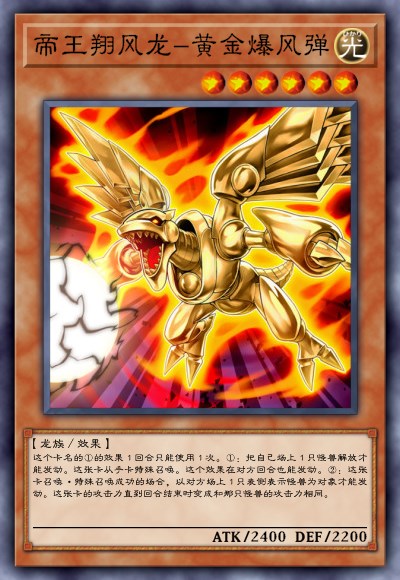 帝王翔风龙-黄金爆风弹
光
【龙族/效果】
这个卡名的①的效果1回合只能使用1次。①:把自己场上1只怪兽解放才
能发动。这张卡从手卡特殊召唤。这个效果在对方回合也能发动。②:这张
卡召唤·特殊召唤成功的场合,以对方场上1只表侧表示怪兽为对象才能发
动。这张卡的攻击力直到回合结束时变成和那只怪兽的攻击力相同。
ATK/2400 DEF/2200